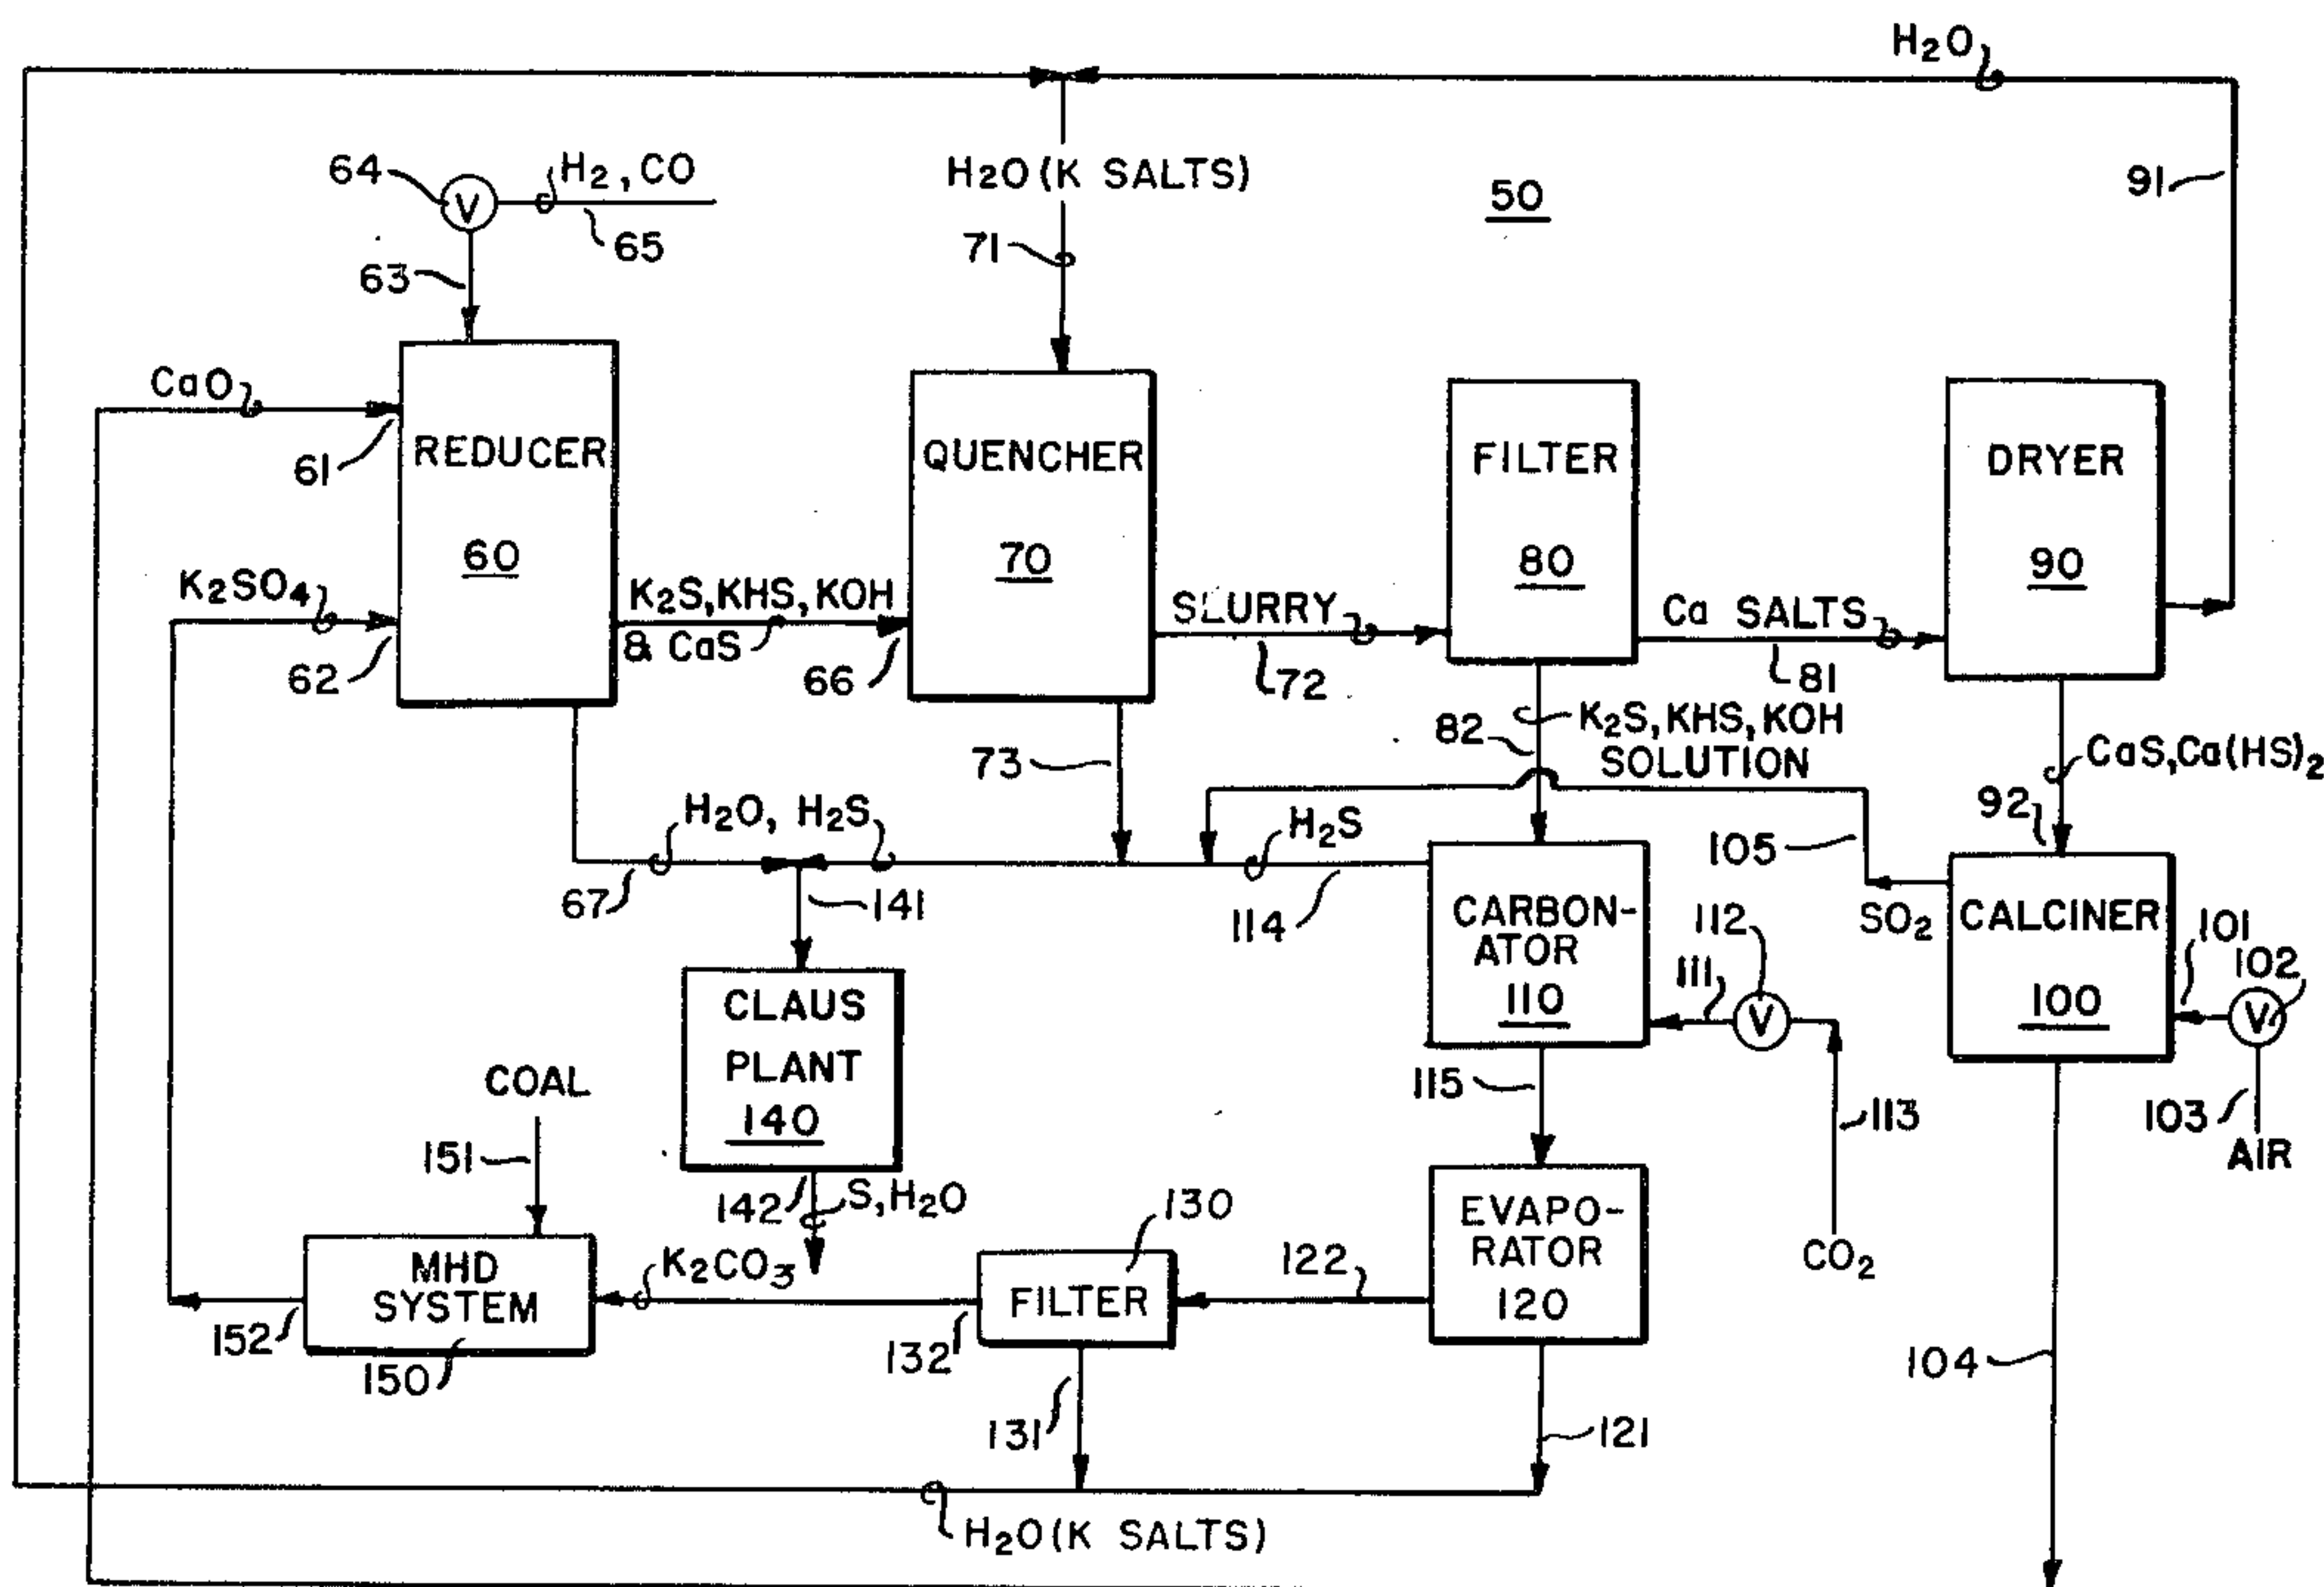 H2O
64
H2, CO
65
63
H2O (K SALTS)
71
50
91
CaO
61
REDUCER
60
QUENCHER
70
FILTER
80
DRYER
90
K2SO4
62
K2S, KHS, KOH
& CaS
66
SLURRY
72
Ca SALTS
81
82
K2S, KHS, KOH
SOLUTION
CaS, Ca(HS)2
92
73
H2O, H2S
67
141
H2S
114
105
SO2
V
CARBON-
ATOR
110
111
112
V
113
CO2
CALCINER
100
101
102
V
103
AIR
CLAUS
PLANT
140
142
S, H2O
COAL
151
MHD
SYSTEM
150
152
K2CO3
132
130
FILTER
131
122
115
EVAPO-
RATOR
120
121
104
H2O (K SALTS)